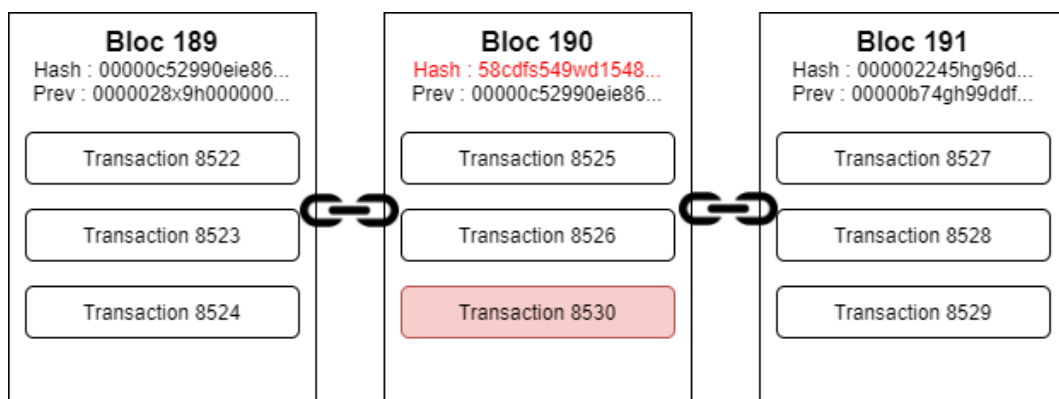 Bloc 189
Hash : 00000c52990eie86...
Prev : 0000028x9h000000...
Transaction 8522
Transaction 8523
Transaction 8524
Bloc 190
Hash : 58cdfs549wd1548...
Prev : 00000c52990eie86...
Transaction 8525
Transaction 8526
Transaction 8530
Bloc 191
Hash : 000002245hg96d...
Prev : 00000b74gh99ddf...
Transaction 8527
Transaction 8528
Transaction 8529